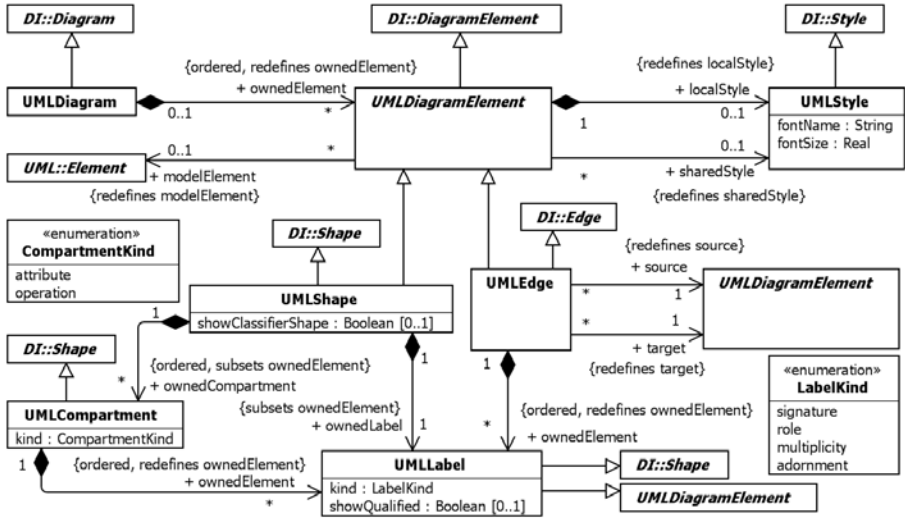 DI::Diagram
DI::DiagramElement
DI::Style
{ordered, redefines ownedElement}
+ ownedElement
{redefines localStyle}
+ localStyle
UMLDiagram
0..1
*
UMLDiagramElement
1
0..1
UMLStyle
fontName : String
fontSize : Real
UML::Element
0..1
*
+ modelElement
{redefines modelElement}
*
0..1
+ sharedStyle
{redefines sharedStyle}
«enumeration»
CompartmentKind
attribute
operation
DI::Shape
DI::Edge
{redefines source}
+ source
UMLShape
showClassifierShape : Boolean [0..1]
UMLEdge
*
1
*
1
+ target
{redefines target}
UMLDiagramElement
1
1
1
DI::Shape
{ordered, subsets ownedElement}
+ ownedCompartment
*
«enumeration»
LabelKind
signature
role
multiplicity
adornment
UMLCompartment
kind : CompartmentKind
{subsets ownedElement}
+ ownedLabel
1
{ordered, redefines ownedElement}
+ ownedElement
*
1
{ordered, redefines ownedElement}
+ ownedElement
*
UMLLabel
kind : LabelKind
showQualified : Boolean [0..1]
DI::Shape
UMLDiagramElement